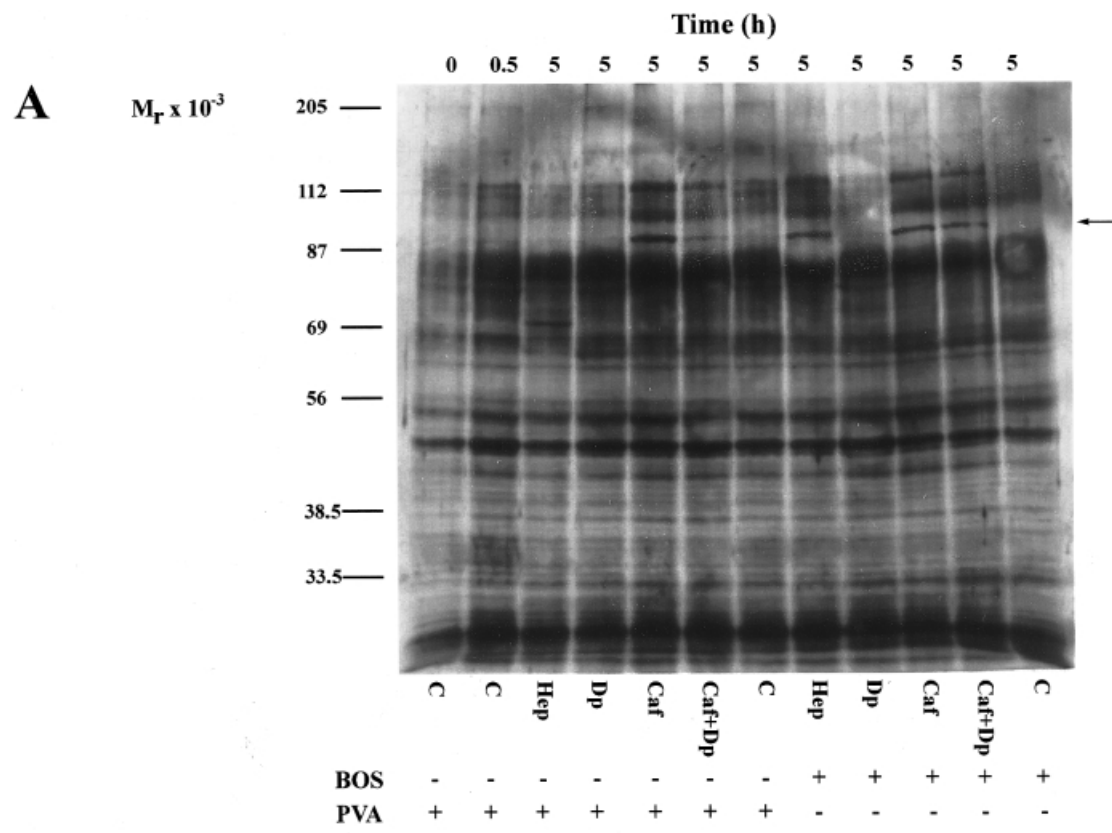 Time (h)
0 0.5 5 5 5 5 5 5 5 5 5 5
A
Mr x 10-3
205
112
87
69
56
38.5
33.5
C C Hep Dp Caf Caf+Dp C Hep Dp Caf Caf+Dp C
BOS - - - - - - - + + + + +
PVA + + + + + + + - - - - -